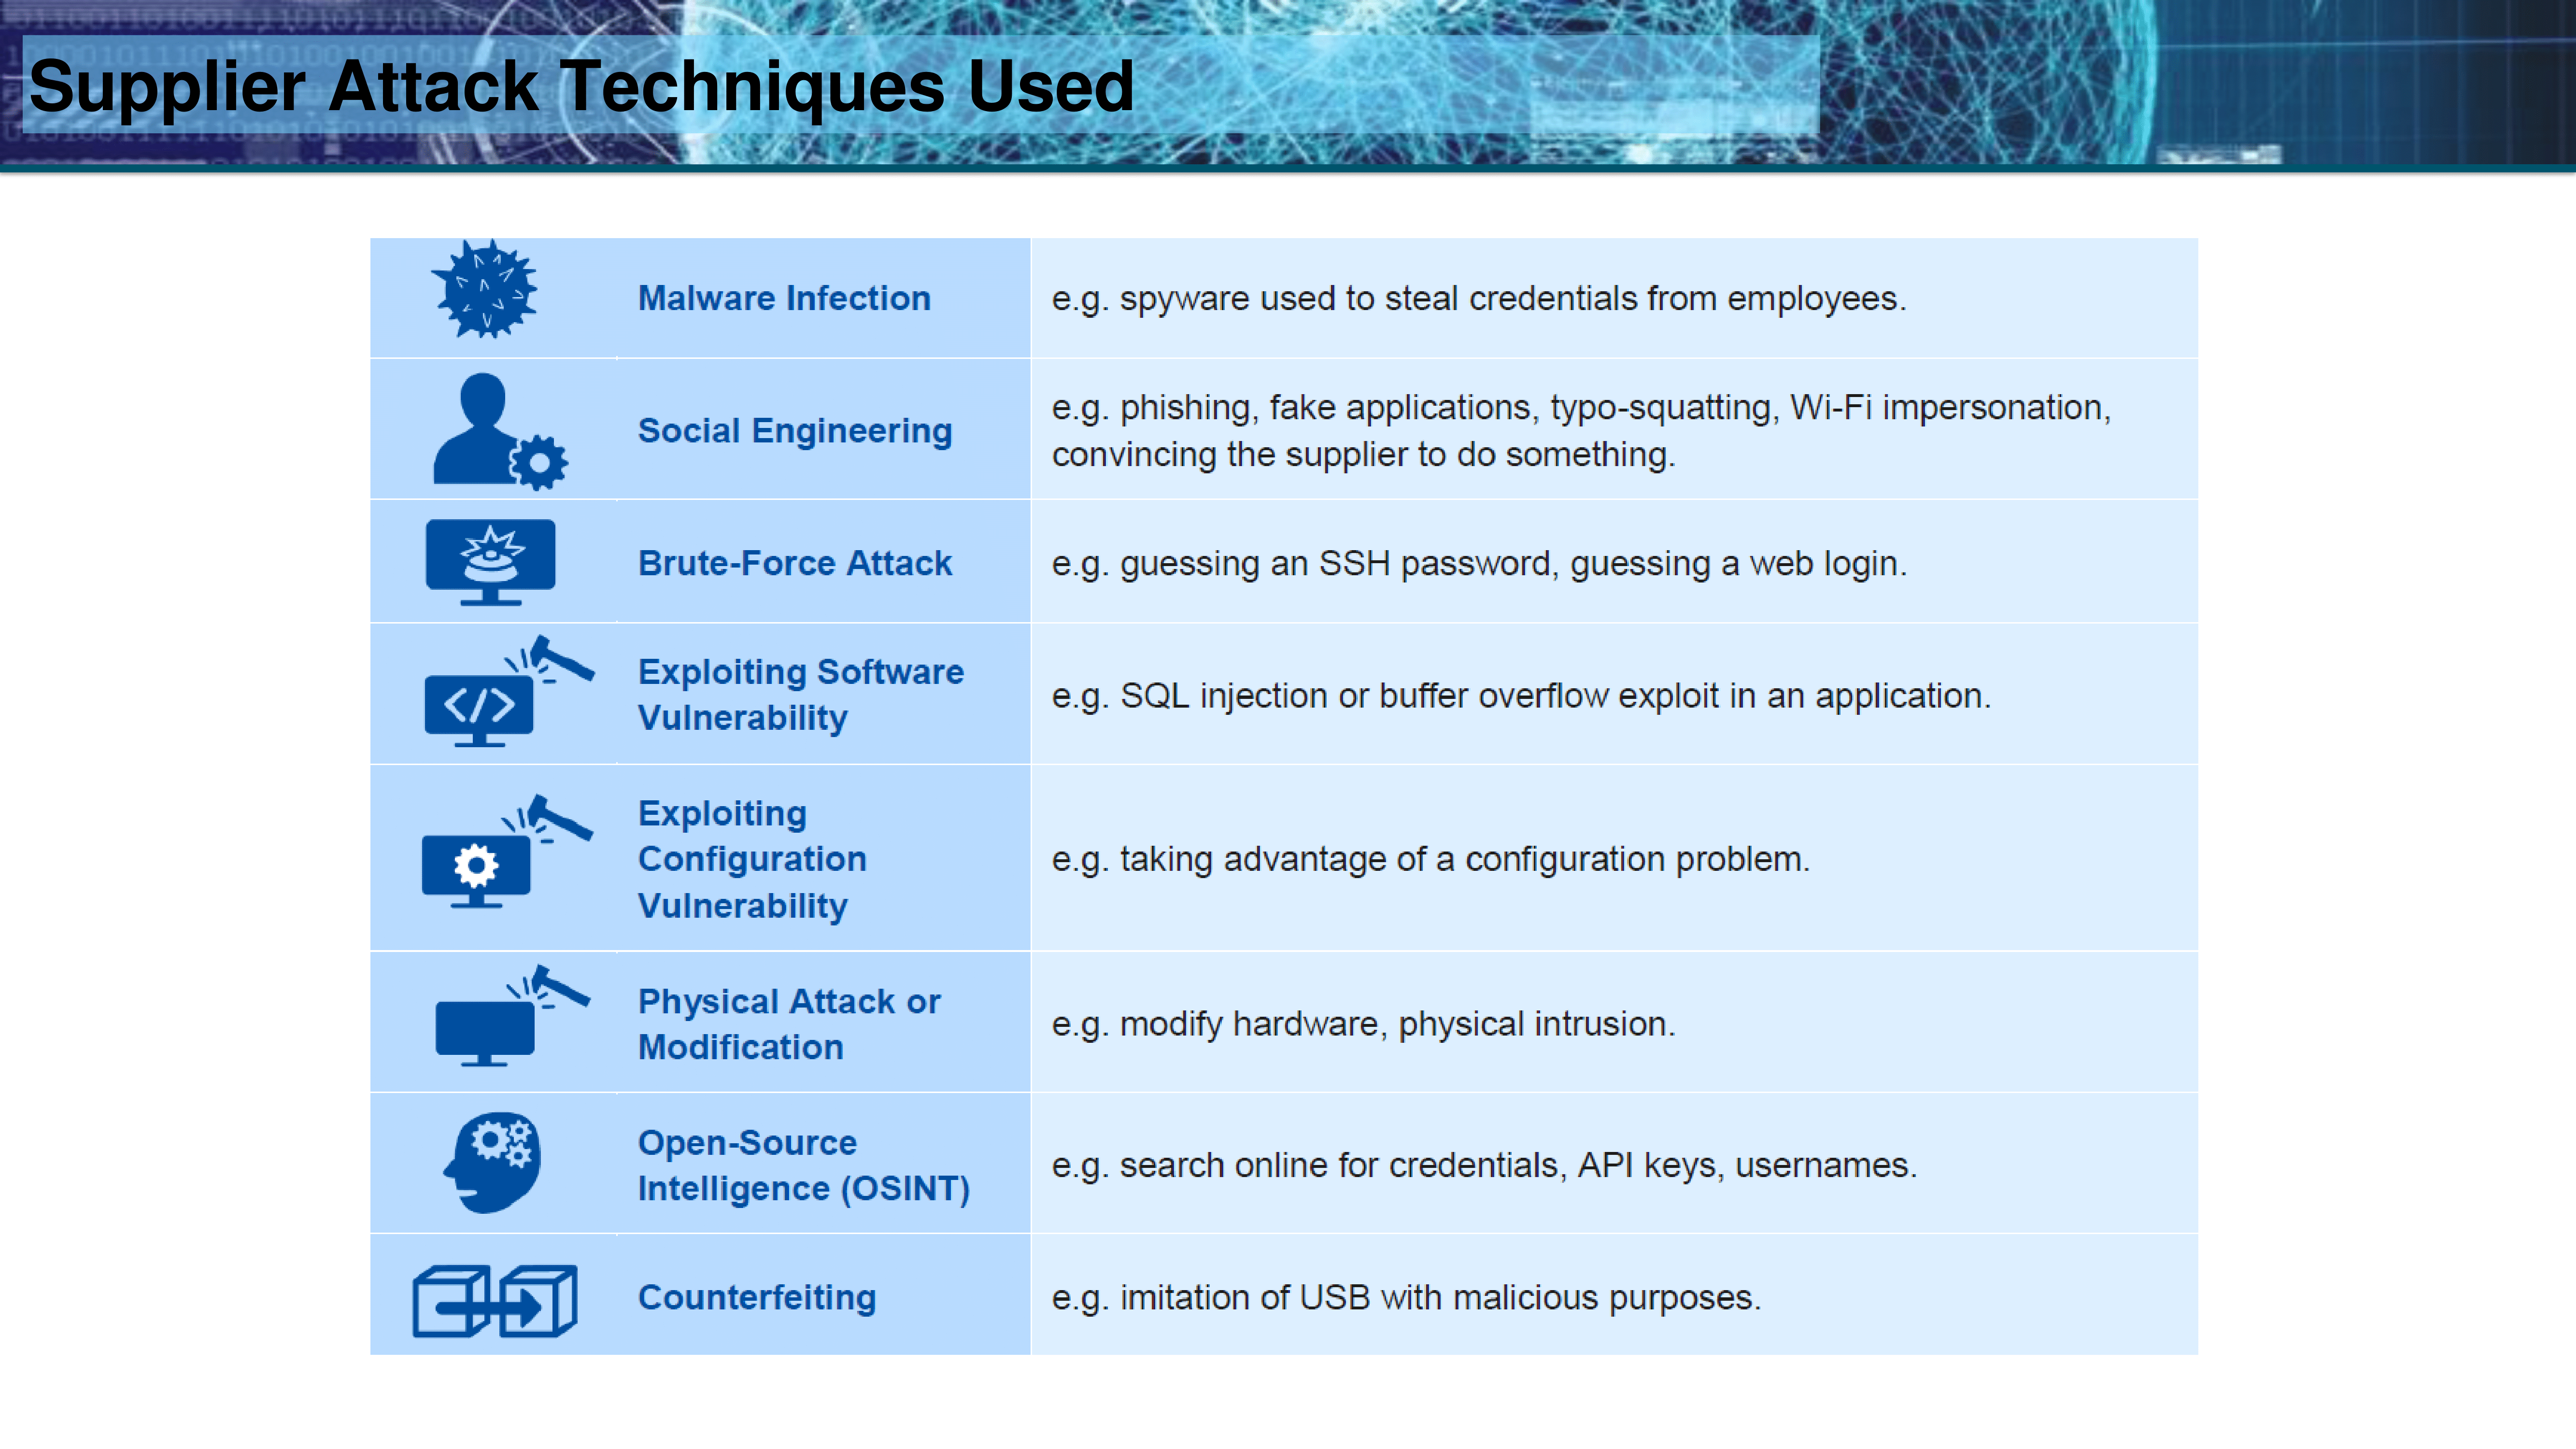 Supplier Attack Techniques Used
Malware Infection
e.g. spyware used to steal credentials from employees.
Social Engineering
e.g. phishing, fake applications, typo-squatting, Wi-Fi impersonation,
convincing the supplier to do something.
Brute-Force Attack
e.g. guessing an SSH password, guessing a web login.
Exploiting Software
Vulnerability
e.g. SQL injection or buffer overflow exploit in an application.
Exploiting
Configuration
Vulnerability
e.g. taking advantage of a configuration problem.
Physical Attack or
Modification
e.g. modify hardware, physical intrusion.
Open-Source
Intelligence (OSINT)
e.g. search online for credentials, API keys, usernames.
Counterfeiting
e.g. imitation of USB with malicious purposes.